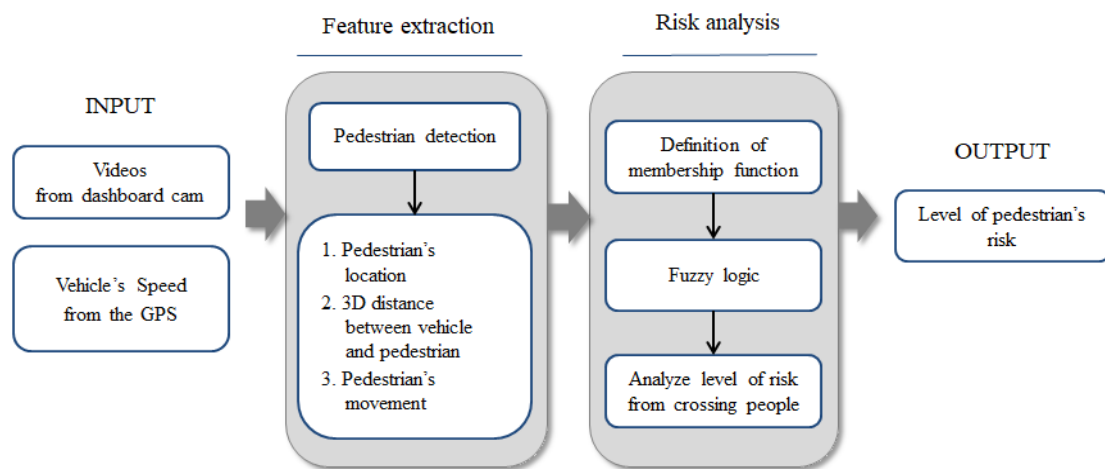 INPUT
Videos
from dashboard cam
Vehicle's Speed
from the GPS
Feature extraction
Pedestrian detection
1. Pedestrian's
location
2. 3D distance
between vehicle
and pedestrian
3. Pedestrian's
movement
Risk analysis
Definition of
membership function
Fuzzy logic
Analyze level of risk
from crossing people
OUTPUT
Level of pedestrian's
risk